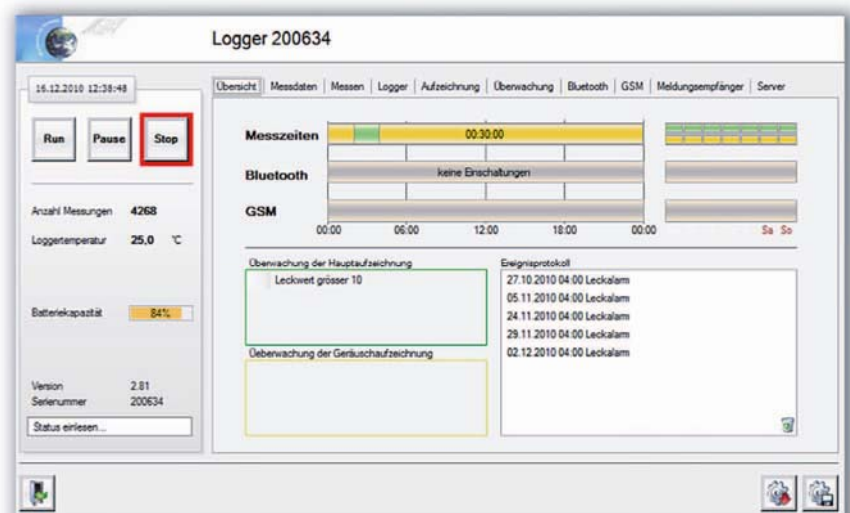 Logger 200634
16.12.2010 12:38:48
Run Pause Stop
Anzahl Messungen 4268
Loggertemperatur 25,0 °C
Batteriekapazität 84%
Version 2.81
Serienummer 200634
Status einlesen...
Übersicht Messdaten Messen Logger Aufzeichnung Überwachung Bluetooth GSM Meldungsempfänger Server
Messzeiten 00:30:00
Bluetooth keine Einschaltungen
GSM
00:00 06:00 12:00 18:00 00:00 Sa So
Überwachung der Hauptaufzeichnung
Leckwert grösser 10
Üeberwachung der Geräuschaufzeichnung
Ereignisprotokoll
27.10.2010 04:00 Leckalarm
05.11.2010 04:00 Leckalarm
24.11.2010 04:00 Leckalarm
29.11.2010 04:00 Leckalarm
02.12.2010 04:00 Leckalarm